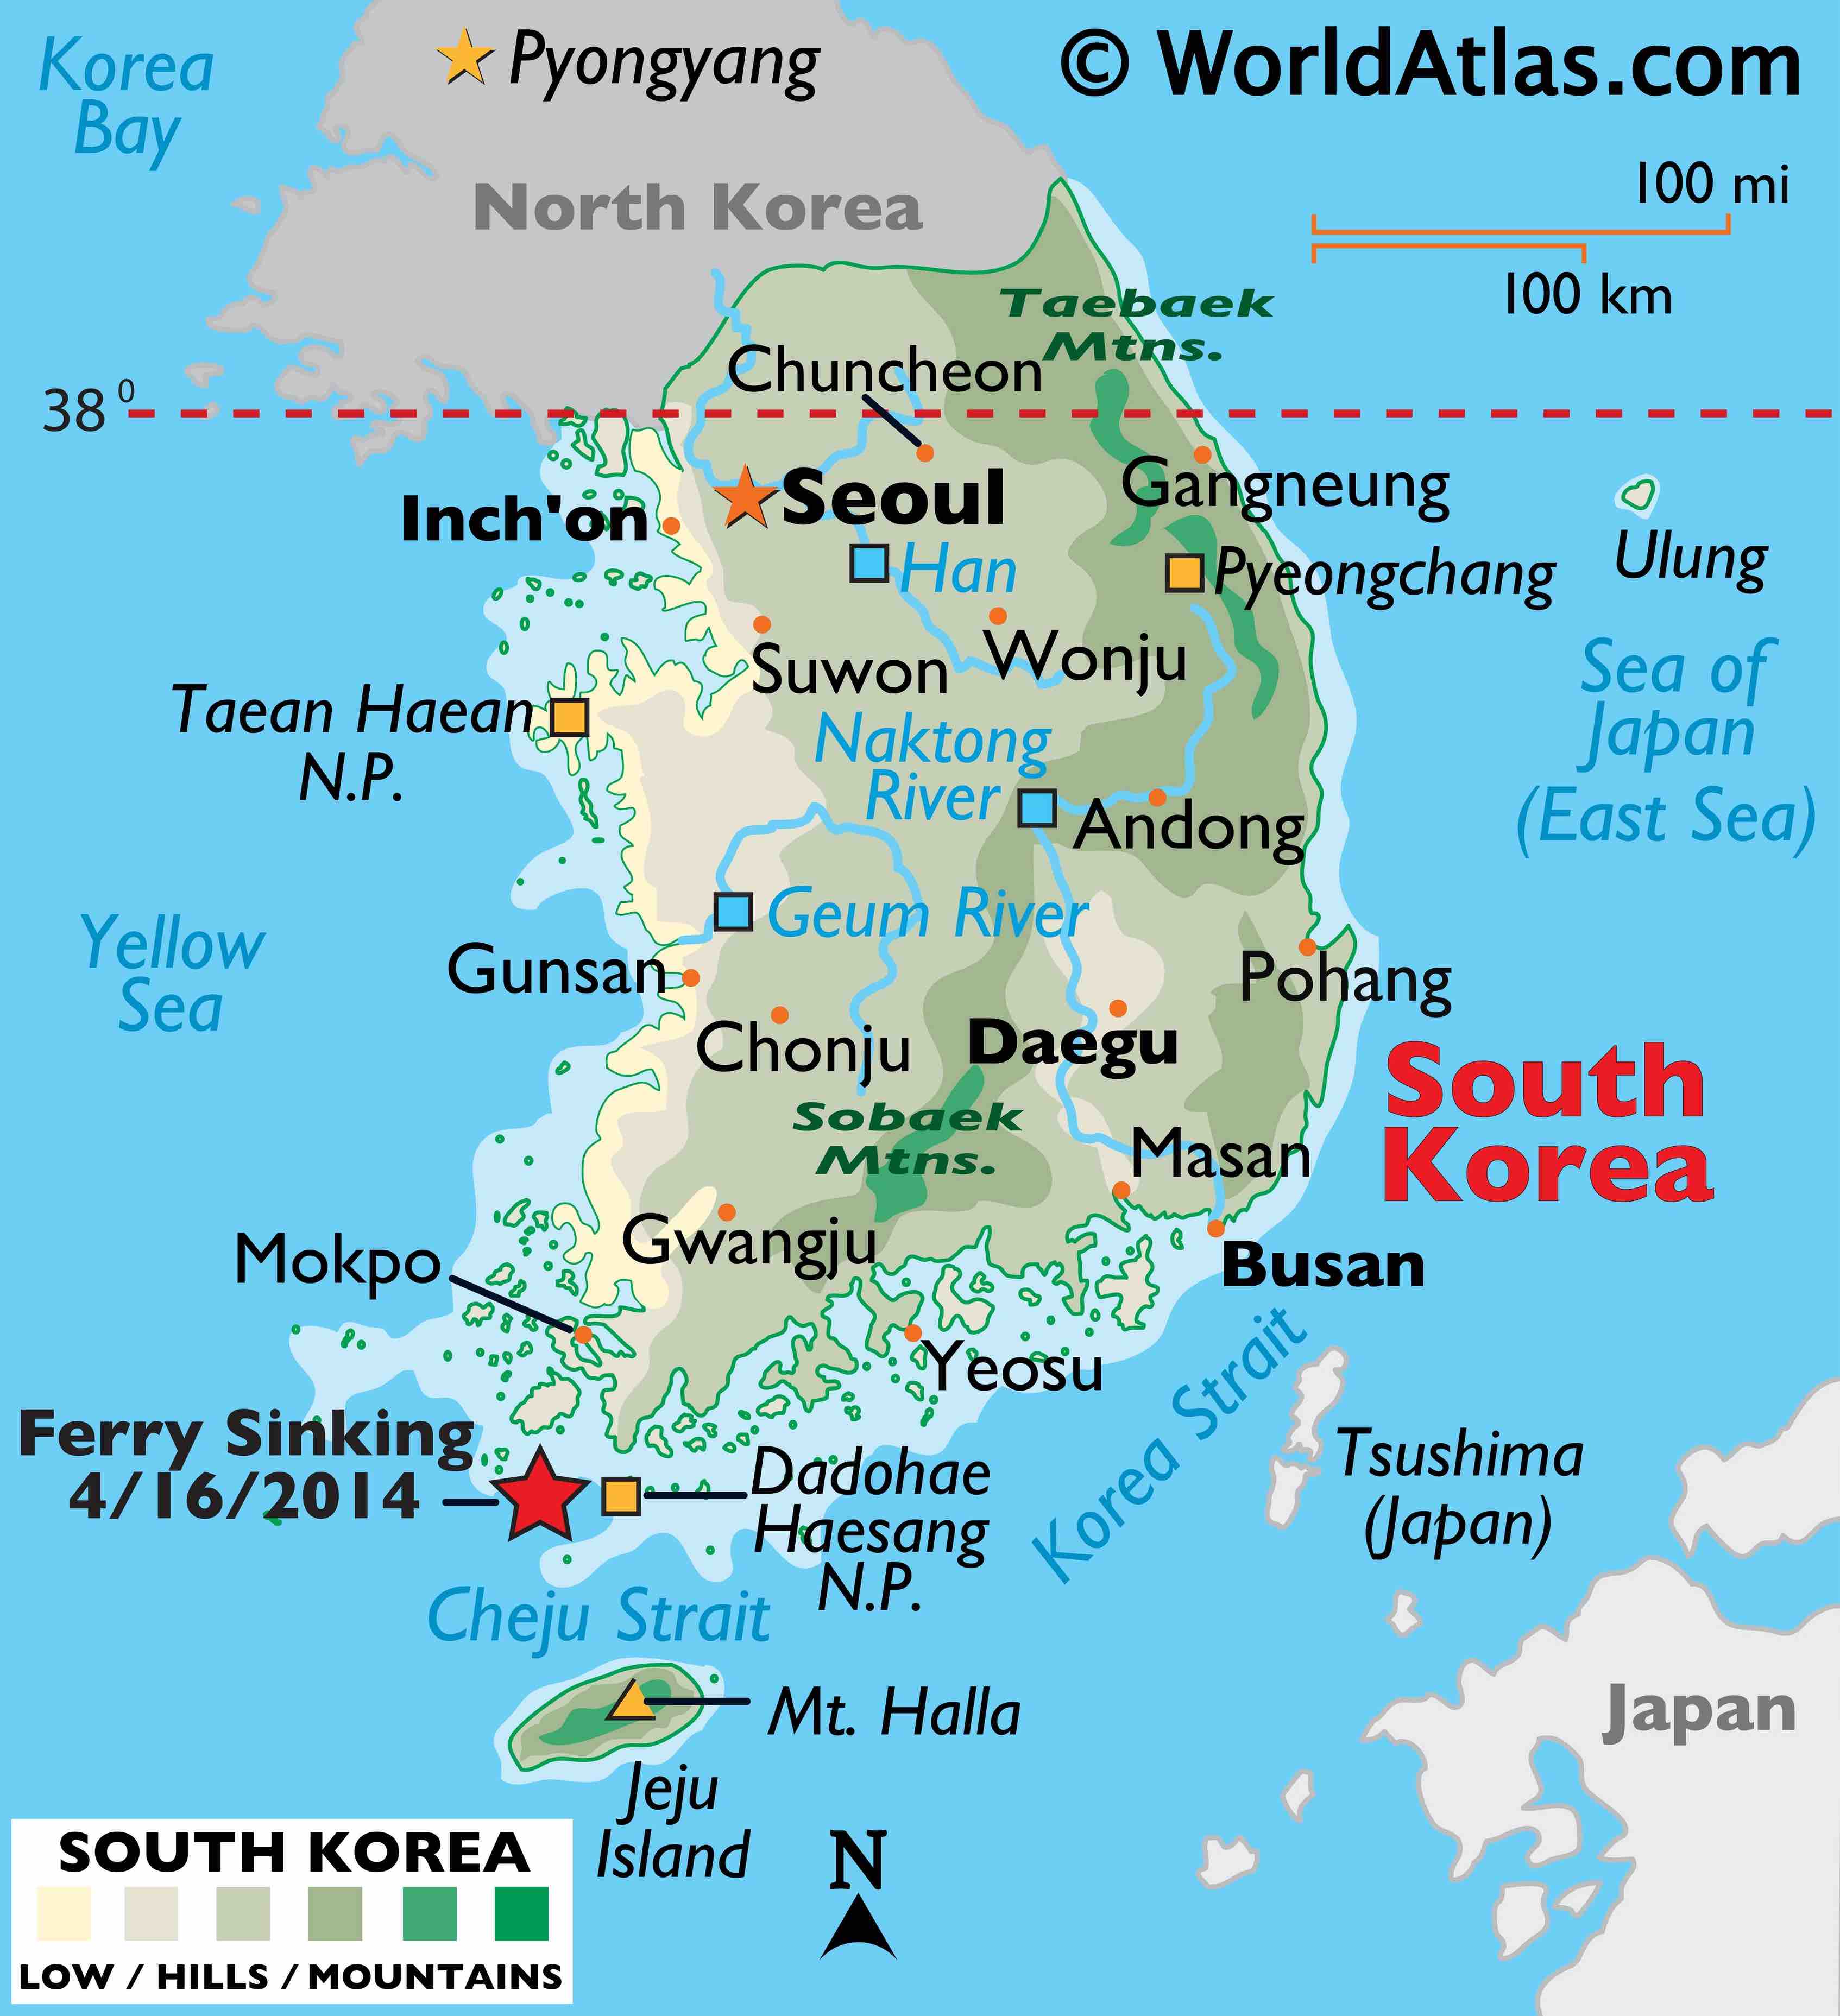 Korea
Bay
Pyongyang
© WorldAtlas.com
North Korea
100 mi
100 km
Taebaek
Mtns.
Chuncheon
38⁰
Gangneung
Seoul
Inch'on
Han
Pyeongchang
Ulung
Suwon
Wonju
Sea of
Japan
(East Sea)
Taean Haean
N.P.
Naktong
River
Andong
Yellow
Sea
Geum River
Gunsan
Pohang
Chonju
Daegu
South
Korea
Sobaek
Mtns.
Masan
Gwangju
Mokpo
Busan
Yeosu
Korea Strait
Ferry Sinking
4/16/2014
Dadohae
Haesang
N.P.
Tsushima
(Japan)
Cheju Strait
Mt. Halla
Japan
Jeju
Island
N
SOUTH KOREA
LOW / HILLS / MOUNTAINS